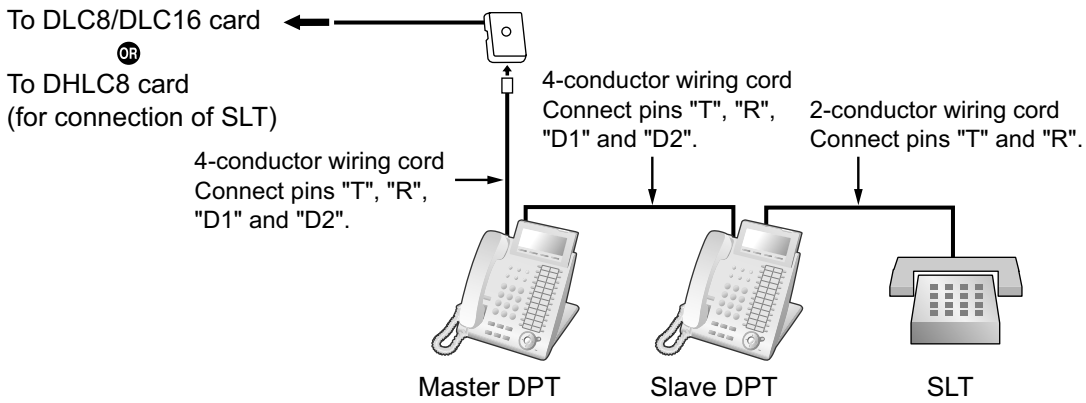 To DLC8/DLC16 card
OR
To DHLC8 card
(for connection of SLT)
4-conductor wiring cord
Connect pins "T", "R",
"D1" and "D2".
4-conductor wiring cord
Connect pins "T", "R",
"D1" and "D2".
2-conductor wiring cord
Connect pins "T" and "R".
Master DPT
Slave DPT
SLT